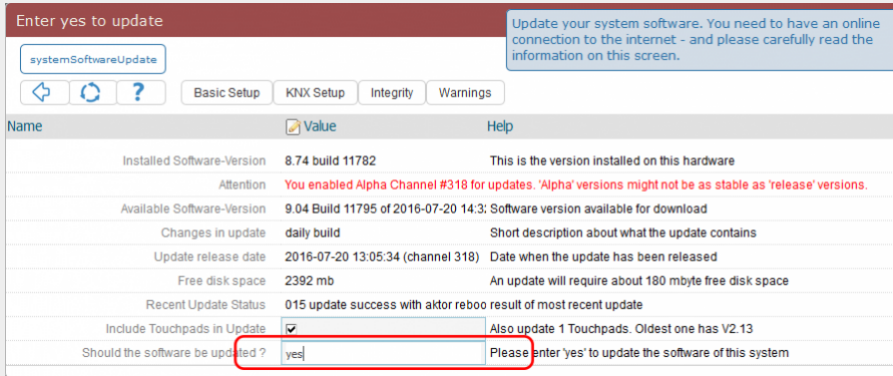 Enter yes to update
Update your system software. You need to have an online
connection to the internet - and please carefully read the
information on this screen.
systemSoftwareUpdate
? Basic Setup KNX Setup Integrity Warnings
Name Value Help
Installed Software-Version 8.74 build 11782 This is the version installed on this hardware
Attention You enabled Alpha Channel #318 for updates. 'Alpha' versions might not be as stable as 'release' versions.
Available Software-Version 9.04 Build 11795 of 2016-07-20 14:3 Software version available for download
Changes in update daily build Short description about what the update contains
Update release date 2016-07-20 13:05:34 (channel 318) Date when the update has been released
Free disk space 2392 mb An update will require about 180 mbyte free disk space
Recent Update Status 015 update success with aktor reboo result of most recent update
Include Touchpads in Update Also update 1 Touchpads. Oldest one has V2.13
Should the software be updated ? yes Please enter 'yes' to update the software of this system